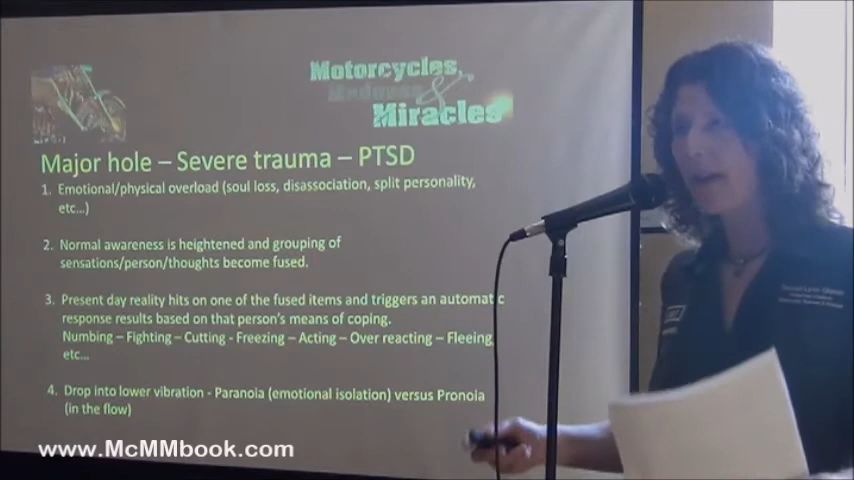 Motorcycles,
Madness
&
Miracles
Major hole – Severe trauma – PTSD
1. Emotional/physical overload (soul loss, disassociation, split personality,
etc...)
2. Normal awareness is heightened and grouping of
sensations/person/thoughts become fused.
3. Present day reality hits on one of the fused items and triggers an automatic
response results based on that person's means of coping.
Numbing – Fighting – Cutting - Freezing – Acting – Over reacting – Fleeing
etc...
4. Drop into lower vibration - Paranoia (emotional isolation) versus Pronoia
(in the flow)
www.McMMbook.com